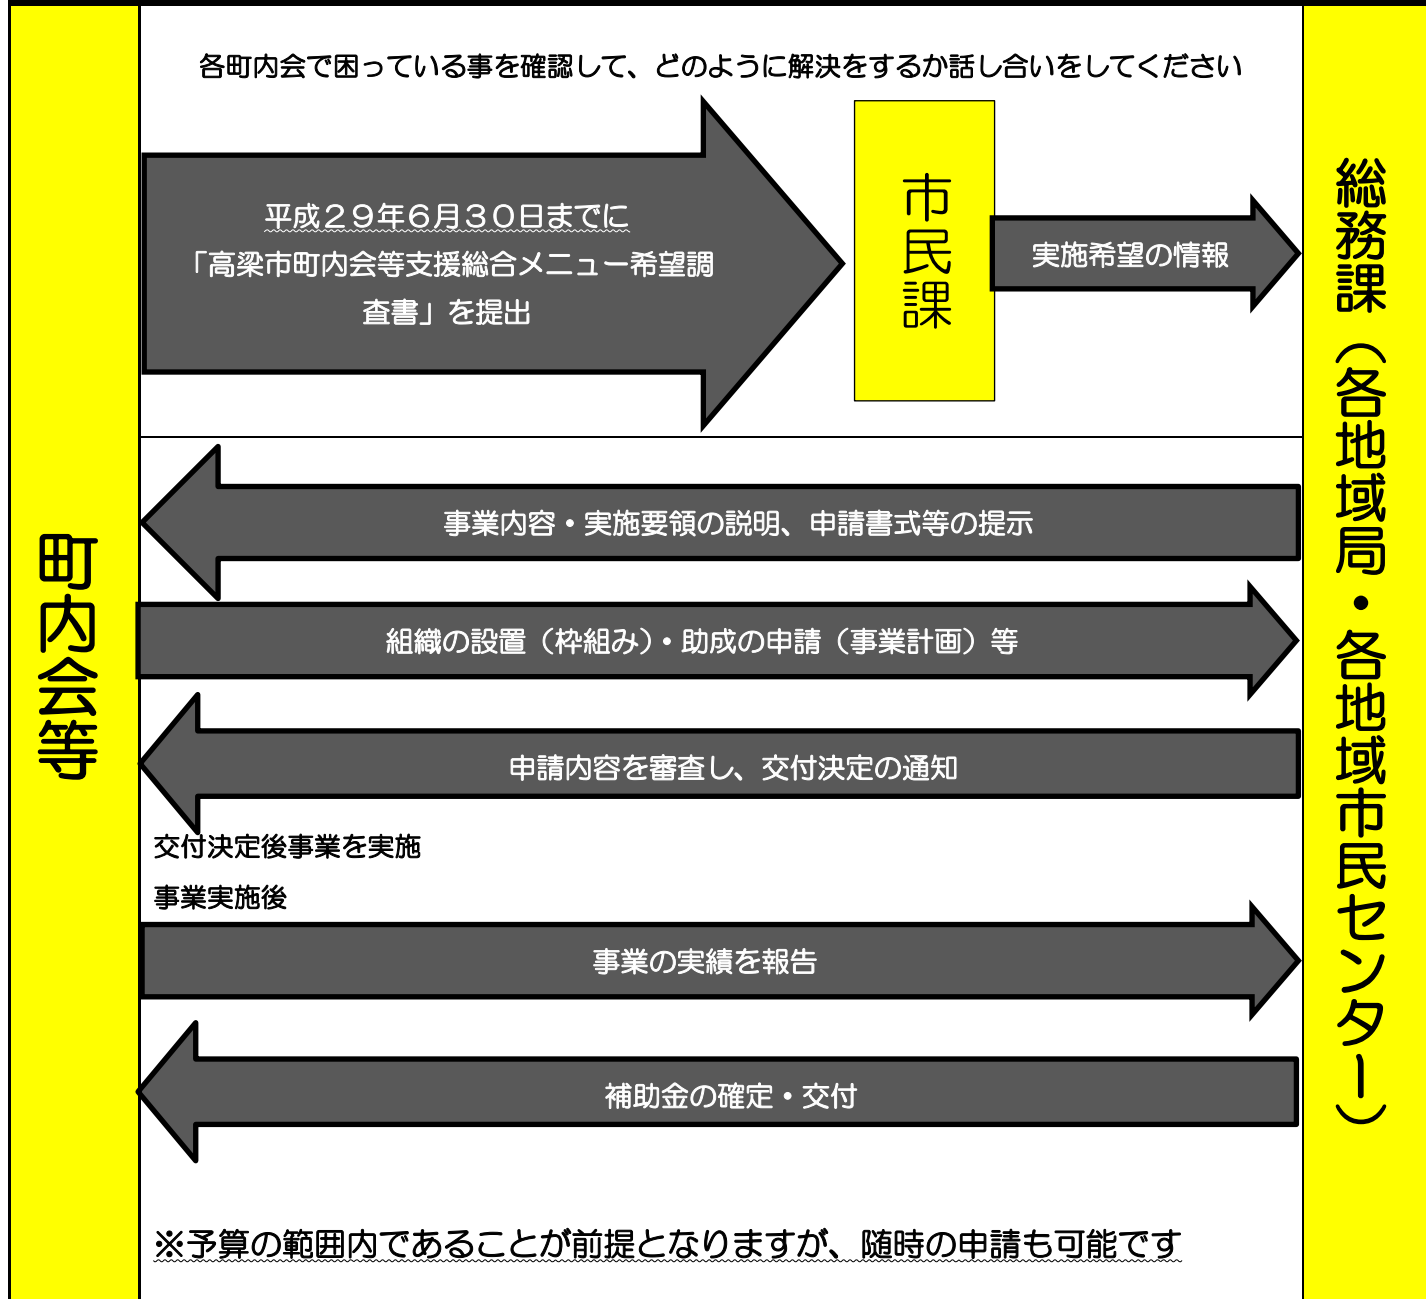 各町内会で困っている事を確認して、どのように解決をするか話し合いをしてください
平成２９年６月３０日までに
「高梁市町内会等支援総合メニュー希望調
査書」を提出
市民課
実施希望の情報
町内会等
総務課（各地域局・各地域市民センター）
事業内容・実施要領の説明、申請書式等の提示
組織の設置（枠組み）・助成の申請（事業計画）等
申請内容を審査し、交付決定の通知
交付決定後事業を実施
事業実施後
事業の実績を報告
補助金の確定・交付
※予算の範囲内であることが前提となりますが、随時の申請も可能です